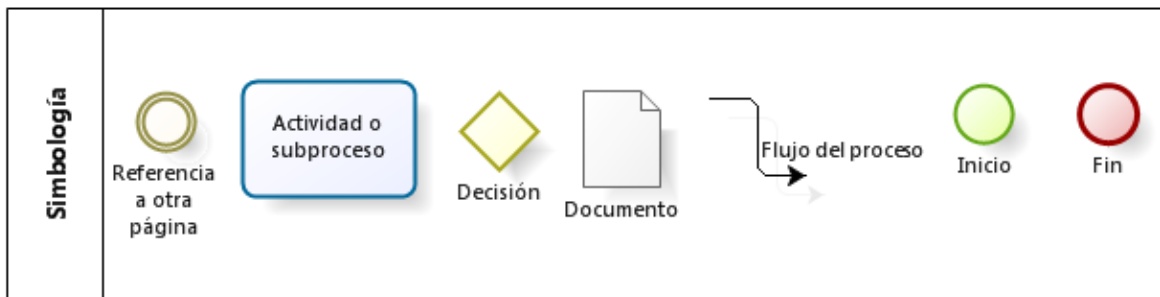 Simbología
Referencia
a otra
página
Actividad o
subproceso
Decisión
Documento
Flujo del proceso
Inicio
Fin